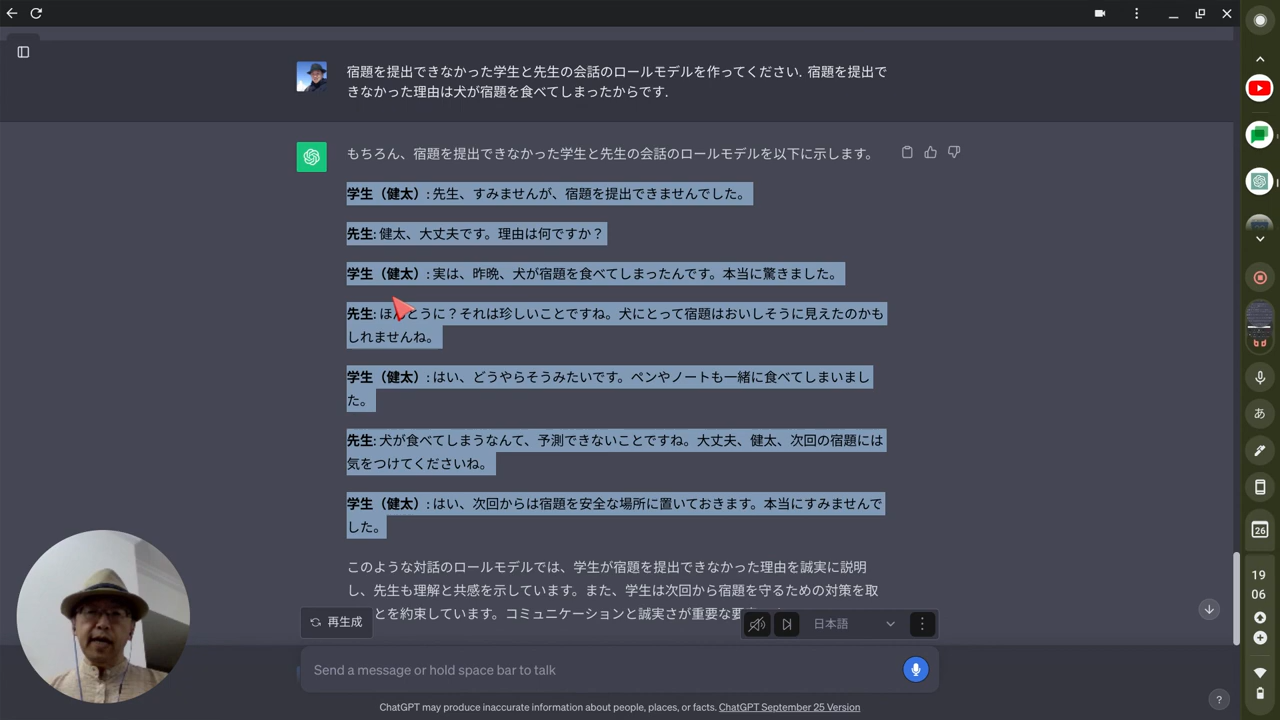 宿題を提出できなかった学生と先生の会話のロールモデルを作ってください. 宿題を提出で
きなかった理由は犬が宿題を食べてしまったからです.
もちろん、宿題を提出できなかった学生と先生の会話のロールモデルを以下に示します。
学生（健太）: 先生、すみませんが、宿題を提出できませんでした。
先生: 健太、大丈夫です。理由は何ですか？
学生（健太）: 実は、昨晩、犬が宿題を食べてしまったんです。本当に驚きました。
先生: ほんとうに？それは珍しいことですね。犬にとって宿題はおいしそうに見えたのかも
しれませんね。
学生（健太）: はい、どうやらそうみたいです。ペンやノートも一緒に食べてしまいまし
た。
先生: 犬が食べてしまうなんて、予測できないことですね。大丈夫、健太、次回の宿題には
気をつけてくださいね。
学生（健太）: はい、次回からは宿題を安全な場所に置いておきます。本当にすみませんで
した。
このような対話のロールモデルでは、学生が宿題を提出できなかった理由を誠実に説明
し、先生も理解と共感を示しています。また、学生は次回から宿題を守るための対策を取
とを約束しています。コミュニケーションと誠実さが重要な要
再生成
日本語
Send a message or hold space bar to talk
ChatGPT may produce inaccurate information about people, places, or facts. ChatGPT September 25 Version
?
あ
26
19
06